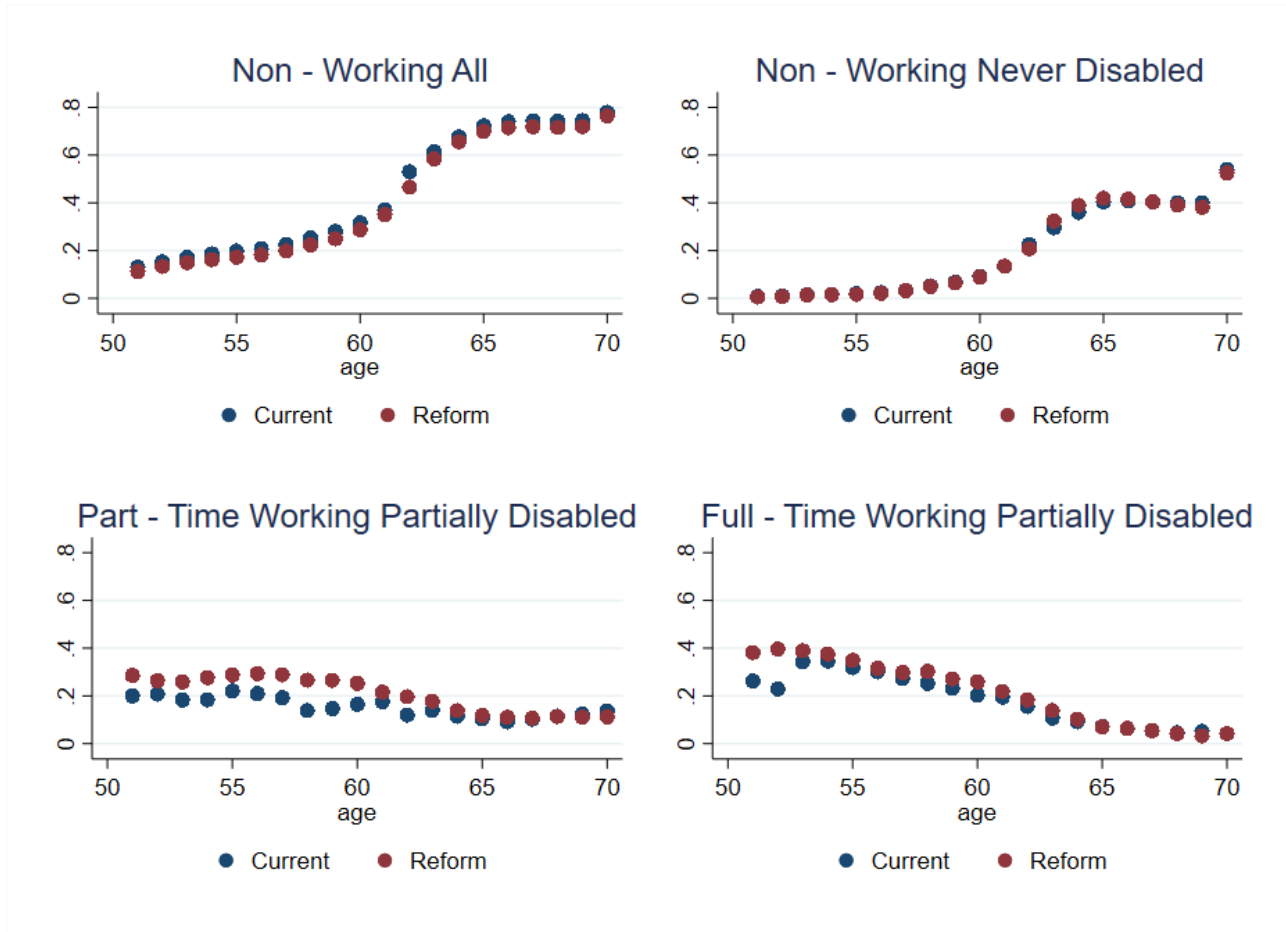 Non - Working All
.8
.6
.4
.2
0
50 55 60 65 70
age
Current Reform
Non - Working Never Disabled
.8
.6
.4
.2
0
50 55 60 65 70
age
Current Reform
Part - Time Working Partially Disabled
.8
.6
.4
.2
0
50 55 60 65 70
age
Current Reform
Full - Time Working Partially Disabled
.8
.6
.4
.2
0
50 55 60 65 70
age
Current Reform